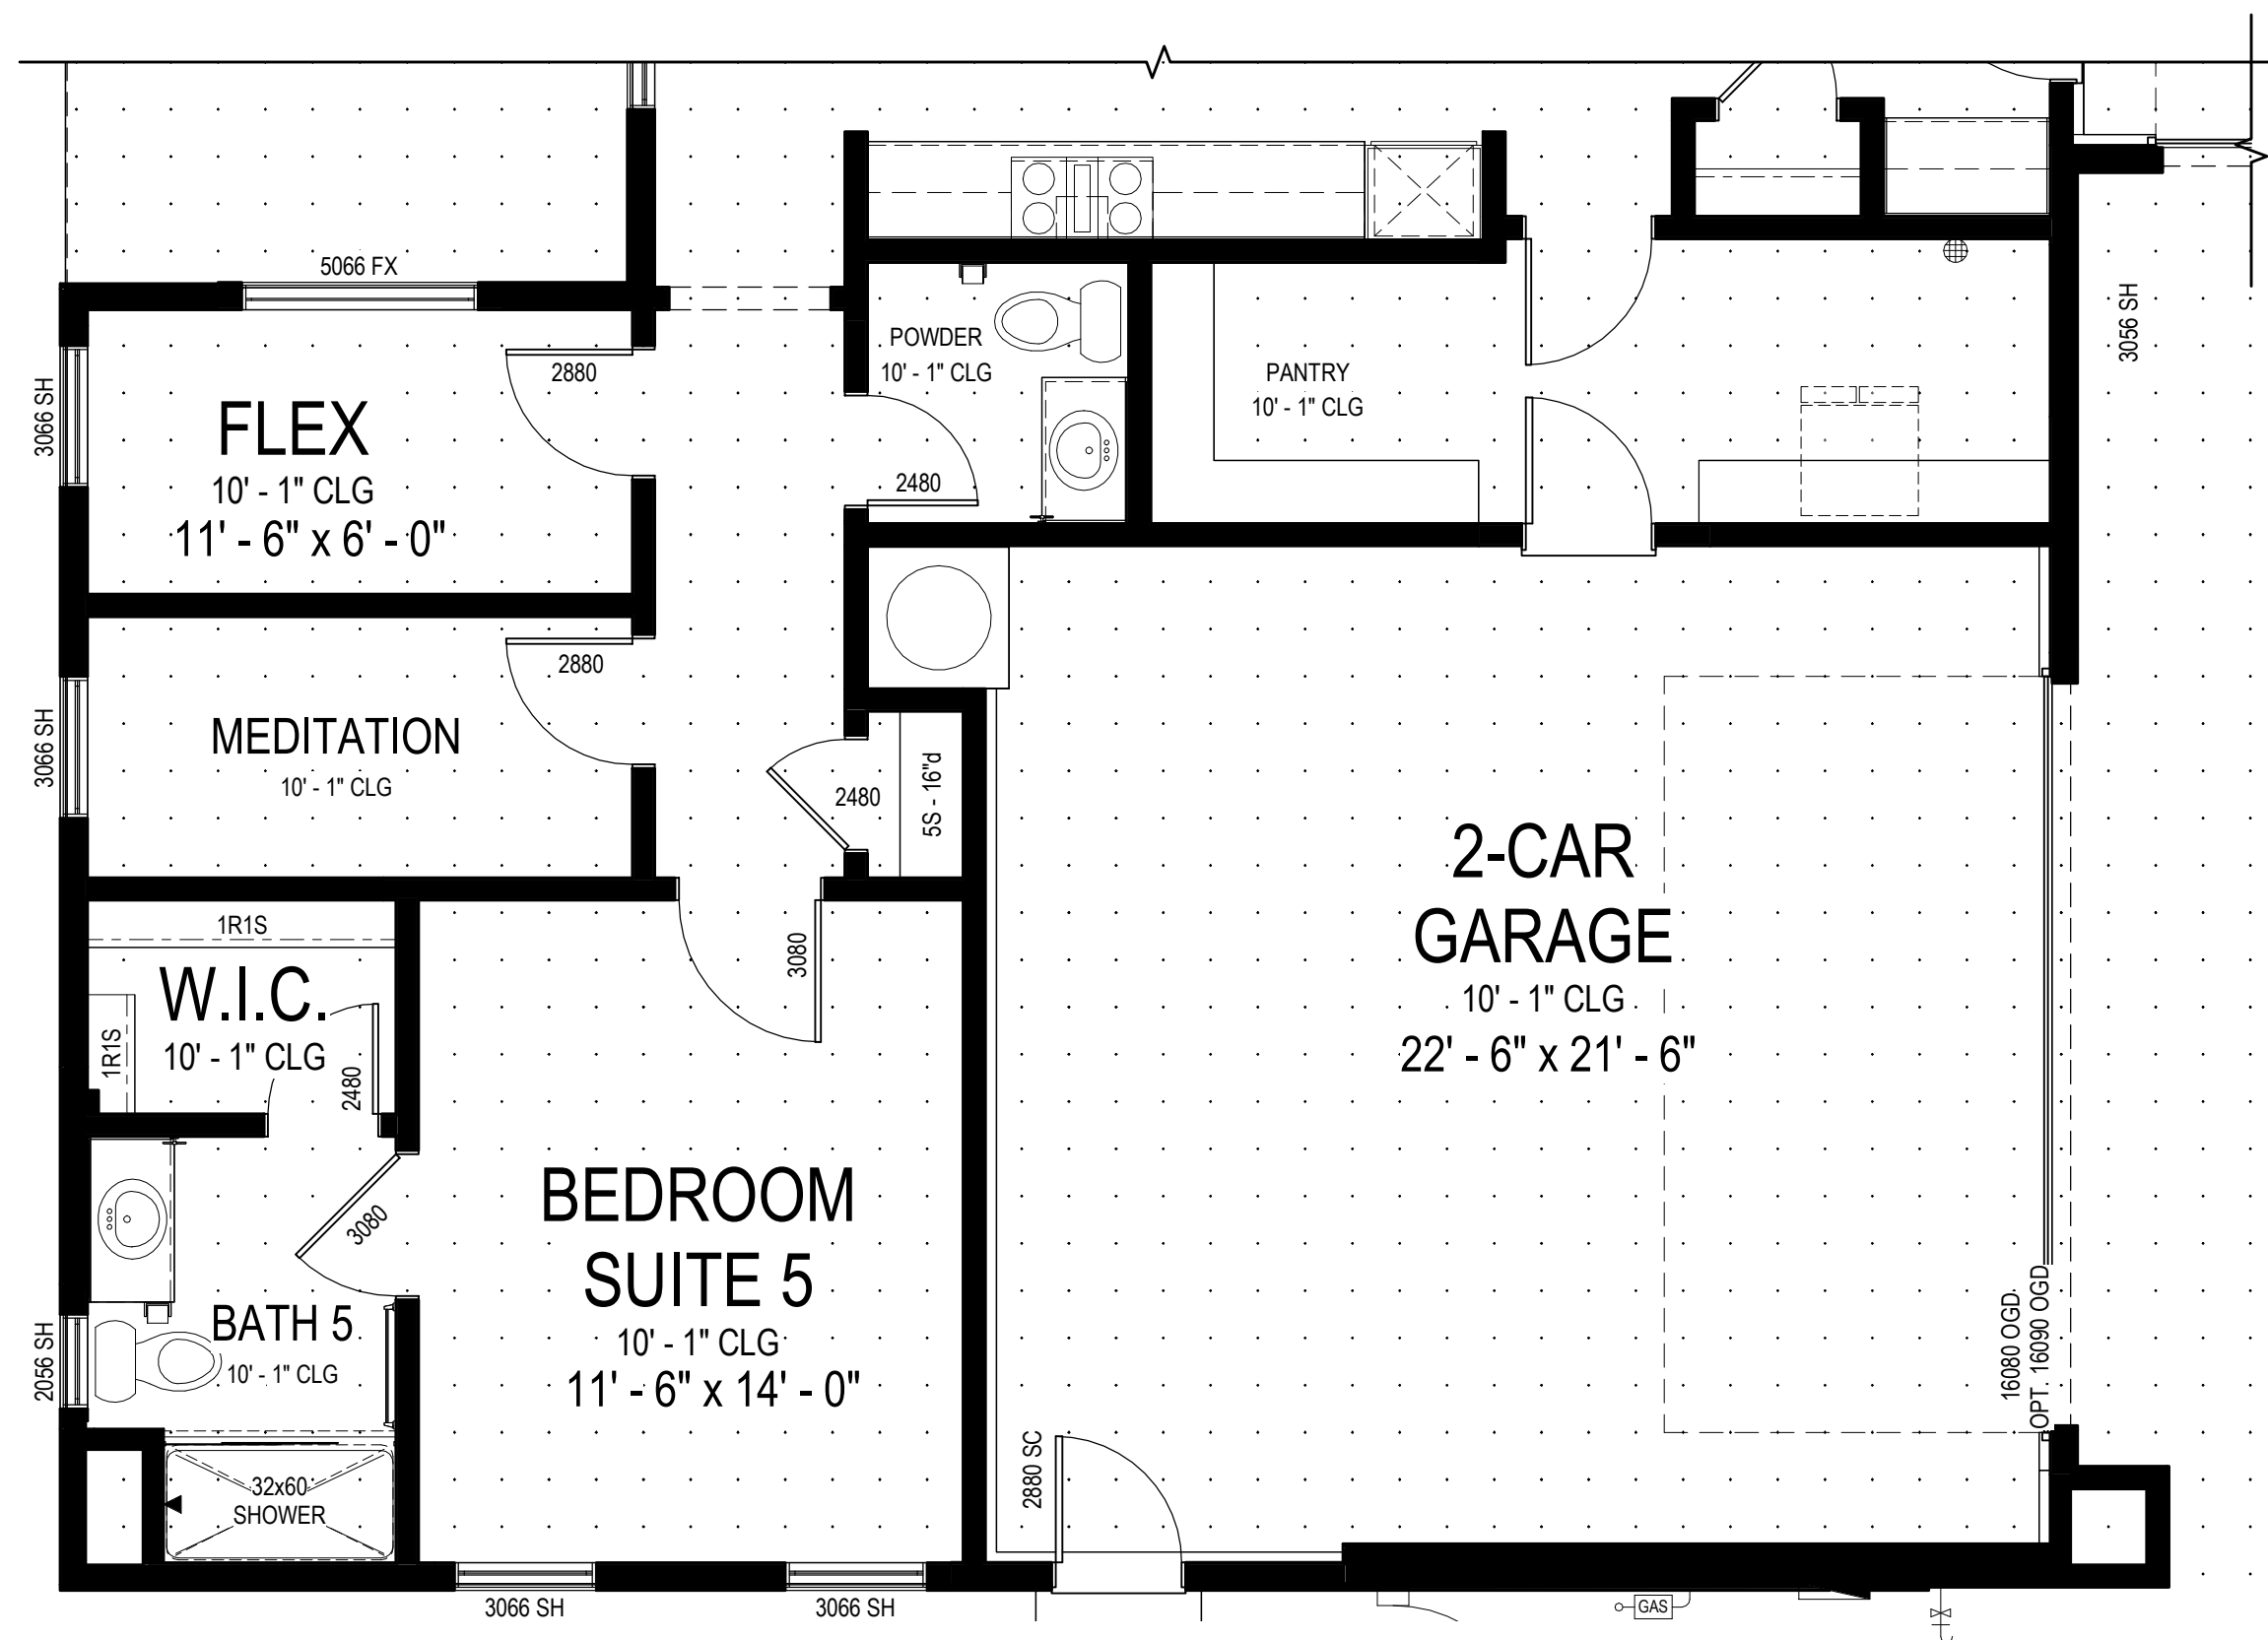 5066 FX
3056 SH
POWDER
10' - 1" CLG
2880
PANTRY
10' - 1" CLG
3066 SH
FLEX
10' - 1" CLG
11' - 6" x 6' - 0"
2480
2880
3066 SH
MEDITATION
10' - 1" CLG
2480
5S - 16"d
2-CAR
GARAGE
10' - 1" CLG
22' - 6" x 21' - 6"
1R1S
W.I.C.
10' - 1" CLG
1R1S
2480
3080
3080
BEDROOM
SUITE 5
10' - 1" CLG
11' - 6" x 14' - 0"
2056 SH
BATH 5
10' - 1" CLG
16080 OGD
OPT. 16090 OGD
32x60
SHOWER
2880 SC
3066 SH
3066 SH
GAS